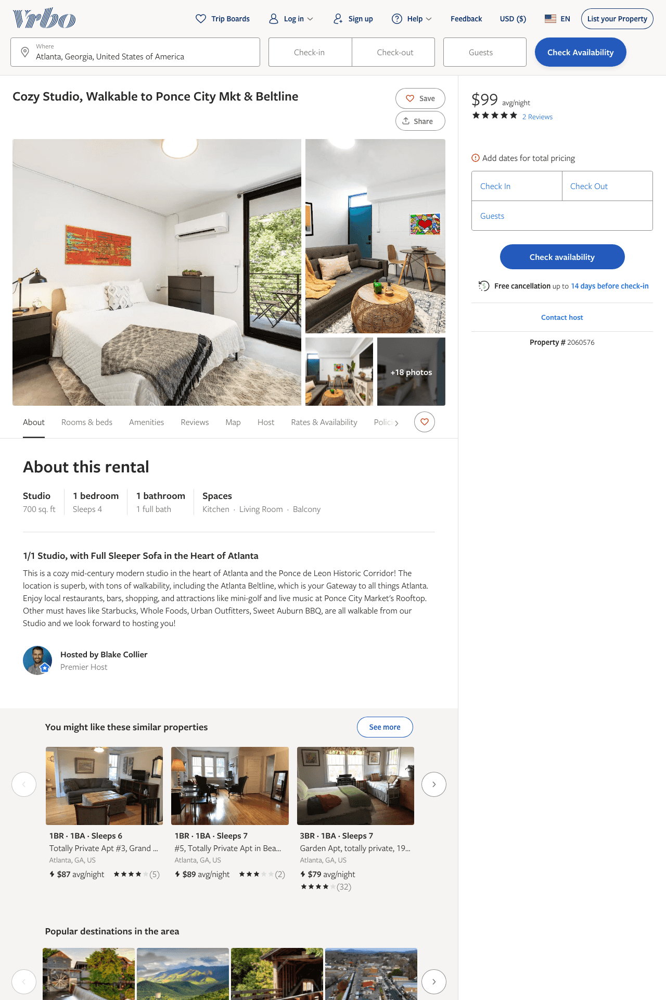 Vrbo
Trip Boards
Log in
Sign up
Help
Feedback
USD ($)
EN
List your Property
Where
Atlanta, Georgia, United States of America
Check-in
Check-out
Guests
Check Availability
Cozy Studio, Walkable to Ponce City Mkt & Beltline
Save
Share
+18 photos
$99 avg/night
2 Reviews
Add dates for total pricing
Check In
Check Out
Guests
Check availability
Free cancellation up to 14 days before check-in
Contact host
Property # 2060576
About
Rooms & beds
Amenities
Reviews
Map
Host
Rates & Availability
Polici
About this rental
Studio
700 sq. ft
1 bedroom
Sleeps 4
1 bathroom
1 full bath
Spaces
Kitchen · Living Room · Balcony
1/1 Studio, with Full Sleeper Sofa in the Heart of Atlanta
This is a cozy mid-century modern studio in the heart of Atlanta and the Ponce de Leon Historic Corridor! The
location is superb, with tons of walkability, including the Atlanta Beltline, which is your Gateway to all things Atlanta.
Enjoy local restaurants, bars, shopping, and attractions like mini-golf and live music at Ponce City Market's Rooftop.
Other must haves like Starbucks, Whole Foods, Urban Outfitters, Sweet Auburn BBQ, are all walkable from our
Studio and we look forward to hosting you!
Hosted by Blake Collier
Premier Host
You might like these similar properties
See more
1BR · 1BA · Sleeps 6
Totally Private Apt #3, Grand ...
Atlanta, GA, US
$87 avg/night
(5)
1BR · 1BA · Sleeps 7
#5, Totally Private Apt in Bea...
Atlanta, GA, US
$89 avg/night
(2)
3BR · 1BA · Sleeps 7
Garden Apt, totally private, 19...
Atlanta, GA, US
$79 avg/night
(32)
Popular destinations in the area